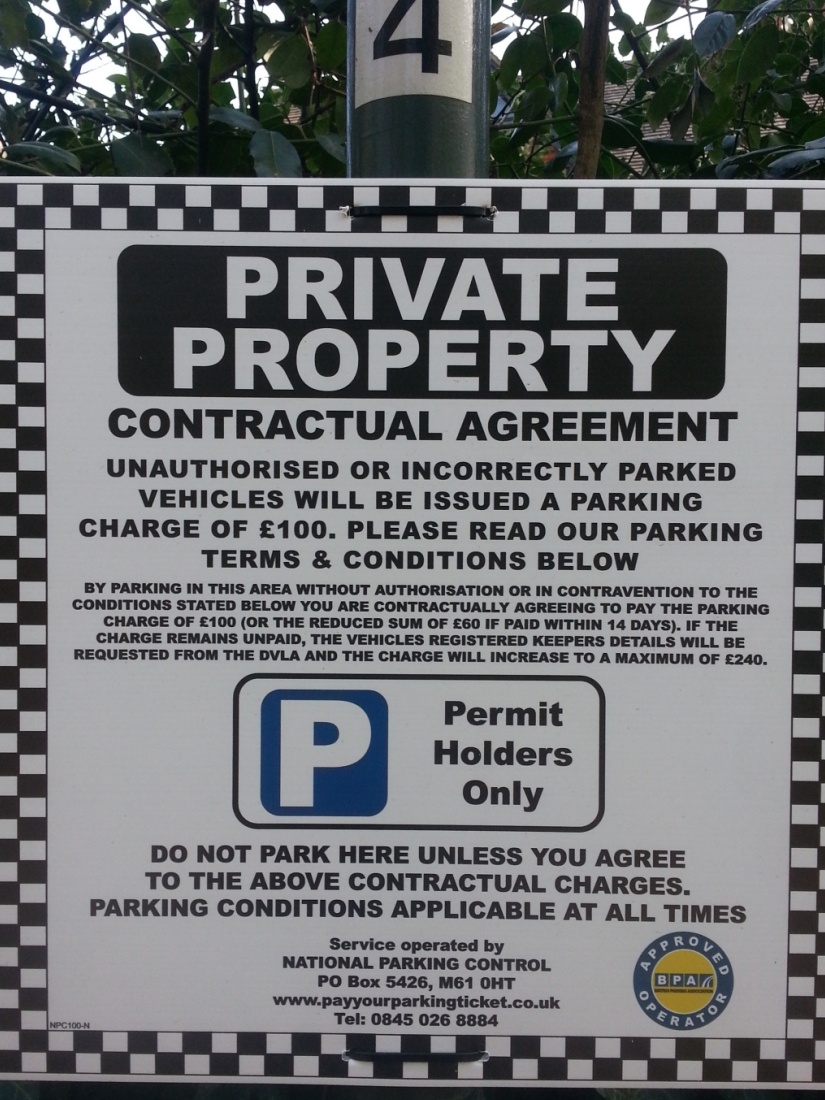 4
PRIVATE
PROPERTY
CONTRACTUAL AGREEMENT
UNAUTHORISED OR INCORRECTLY PARKED
VEHICLES WILL BE ISSUED A PARKING
CHARGE OF £100. PLEASE READ OUR PARKING
TERMS & CONDITIONS BELOW
BY PARKING IN THIS AREA WITHOUT AUTHORISATION OR IN CONTRAVENTION TO THE
CONDITIONS STATED BELOW YOU ARE CONTRACTUALLY AGREEING TO PAY THE PARKING
CHARGE OF £100 (OR THE REDUCED SUM OF £60 IF PAID WITHIN 14 DAYS). IF THE
CHARGE REMAINS UNPAID, THE VEHICLES REGISTERED KEEPERS DETAILS WILL BE
REQUESTED FROM THE DVLA AND THE CHARGE WILL INCREASE TO A MAXIMUM OF £240.
P
Permit
Holders
Only
DO NOT PARK HERE UNLESS YOU AGREE
TO THE ABOVE CONTRACTUAL CHARGES.
PARKING CONDITIONS APPLICABLE AT ALL TIMES
Service operated by
NATIONAL PARKING CONTROL
PO Box 5426, M61 0HT
www.payyourparkingticket.co.uk
Tel: 0845 026 8884
APPROVED
BPA
BRITISH PARKING ASSOCIATION
OPERATOR
NPC100-N